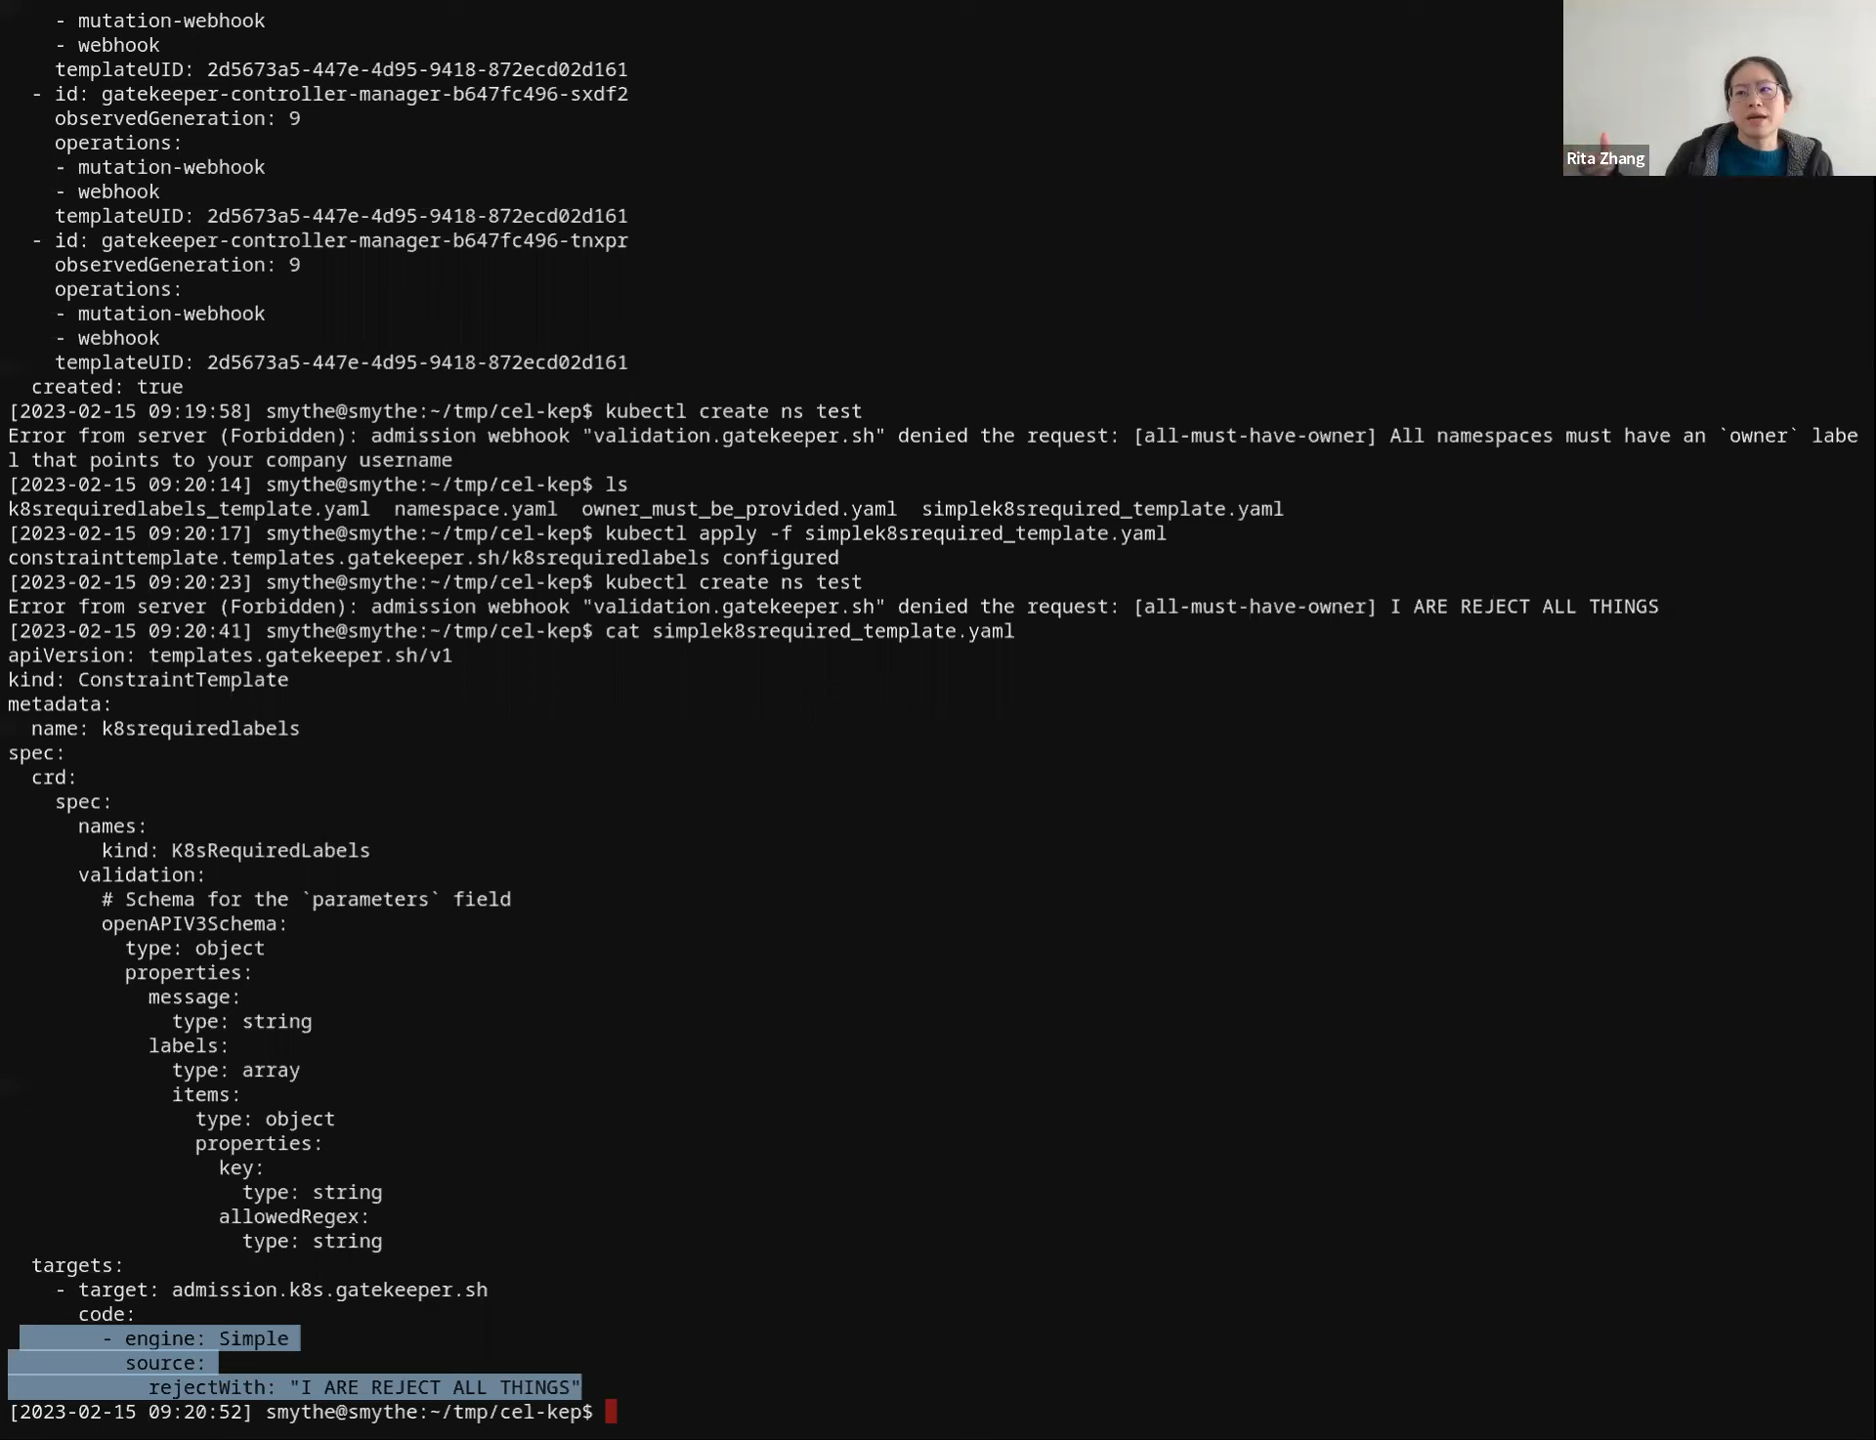 - mutation-webhook
- webhook
templateUID: 2d5673a5-447e-4d95-9418-872ecd02d161
- id: gatekeeper-controller-manager-b647fc496-sxdf2
observedGeneration: 9
operations:
- mutation-webhook
- webhook
templateUID: 2d5673a5-447e-4d95-9418-872ecd02d161
- id: gatekeeper-controller-manager-b647fc496-tnxpr
observedGeneration: 9
operations:
- mutation-webhook
- webhook
templateUID: 2d5673a5-447e-4d95-9418-872ecd02d161
created: true
[2023-02-15 09:19:58] smythe@smythe:~/tmp/cel-kep$ kubectl create ns test
Error from server (Forbidden): admission webhook "validation.gatekeeper.sh" denied the request: [all-must-have-owner] All namespaces must have an `owner` labe
l that points to your company username
[2023-02-15 09:20:14] smythe@smythe:~/tmp/cel-kep$ ls
k8srequiredlabels_template.yaml  namespace.yaml  owner_must_be_provided.yaml  simplek8srequired_template.yaml
[2023-02-15 09:20:17] smythe@smythe:~/tmp/cel-kep$ kubectl apply -f simplek8srequired_template.yaml
constrainttemplate.templates.gatekeeper.sh/k8srequiredlabels configured
[2023-02-15 09:20:23] smythe@smythe:~/tmp/cel-kep$ kubectl create ns test
Error from server (Forbidden): admission webhook "validation.gatekeeper.sh" denied the request: [all-must-have-owner] I ARE REJECT ALL THINGS
[2023-02-15 09:20:41] smythe@smythe:~/tmp/cel-kep$ cat simplek8srequired_template.yaml
apiVersion: templates.gatekeeper.sh/v1
kind: ConstraintTemplate
metadata:
name: k8srequiredlabels
spec:
crd:
spec:
names:
kind: K8sRequiredLabels
validation:
# Schema for the `parameters` field
openAPIV3Schema:
type: object
properties:
message:
type: string
labels:
type: array
items:
type: object
properties:
key:
type: string
allowedRegex:
type: string
targets:
- target: admission.k8s.gatekeeper.sh
code:
- engine: Simple
source:
rejectWith: "I ARE REJECT ALL THINGS"
[2023-02-15 09:20:52] smythe@smythe:~/tmp/cel-kep$
Rita Zhang